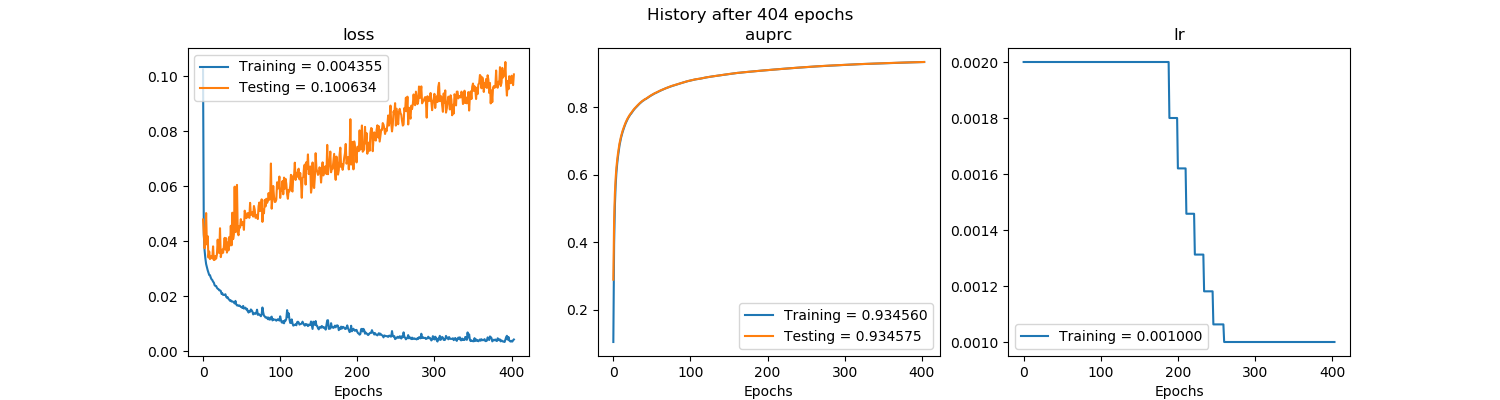 History after 404 epochs
loss
Training = 0.004355
Testing = 0.100634
0.10
0.08
0.06
0.04
0.02
0.00
0 100 200 300 400
Epochs
auprc
0.8
0.6
0.4
0.2
Training = 0.934560
Testing = 0.934575
0 100 200 300 400
Epochs
lr
0.0020
0.0018
0.0016
0.0014
0.0012
0.0010
Training = 0.001000
0 100 200 300 400
Epochs